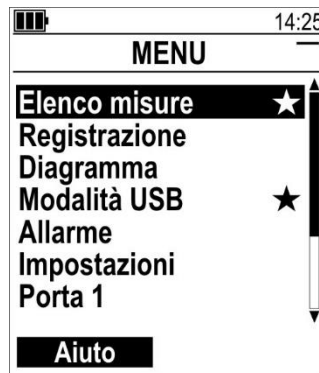 14:25
MENU
Elenco misure
Registrazione
Diagramma
Modalità USB
Allarme
Impostazioni
Porta 1
Aiuto